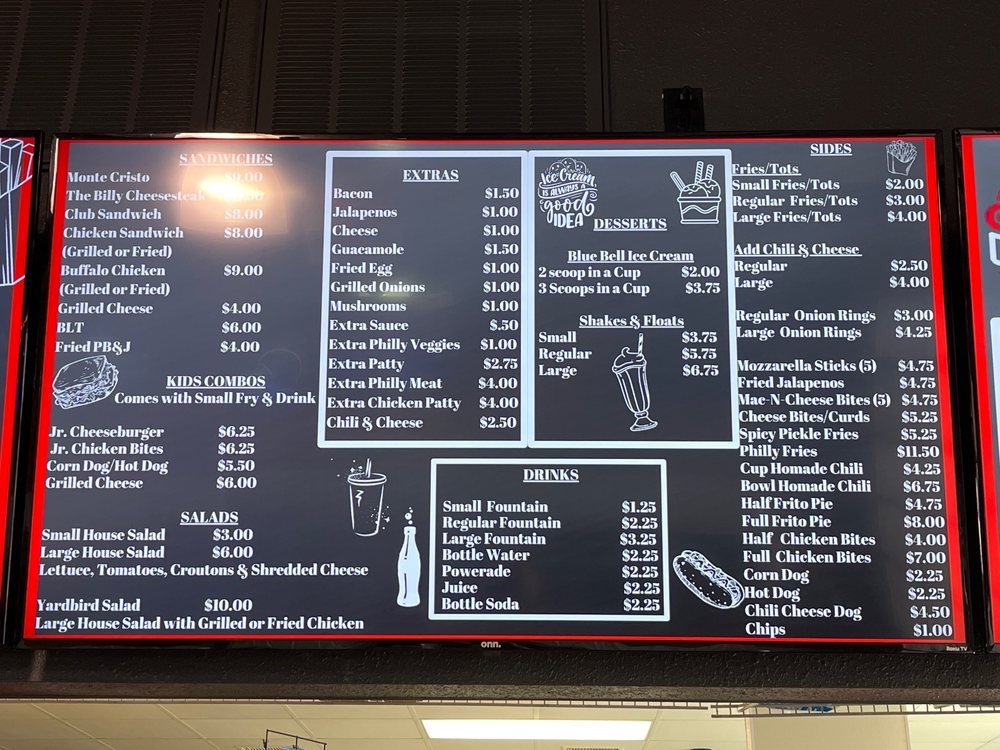 SANDWICHES
Monte Cristo $9.00
The Billy Cheesesteak
Club Sandwich $8.00
Chicken Sandwich $8.00
(Grilled or Fried)
Buffalo Chicken $9.00
(Grilled or Fried)
Grilled Cheese $4.00
BLT $6.00
Fried PB&J $4.00
KIDS COMBOS
Comes with Small Fry & Drink
Jr. Cheeseburger $6.25
Jr. Chicken Bites $6.25
Corn Dog/Hot Dog $5.50
Grilled Cheese $6.00
SALADS
Small House Salad $3.00
Large House Salad $6.00
Lettuce, Tomatoes, Croutons & Shredded Cheese
Yardbird Salad $10.00
Large House Salad with Grilled or Fried Chicken
EXTRAS
Bacon $1.50
Jalapenos $1.00
Cheese $1.00
Guacamole $1.50
Fried Egg $1.00
Grilled Onions $1.00
Mushrooms $1.00
Extra Sauce $.50
Extra Philly Veggies $1.00
Extra Patty $2.75
Extra Philly Meat $4.00
Extra Chicken Patty $4.00
Chili & Cheese $2.50
Ice Cream
IS ALWAYS A
good
IDEA
DESSERTS
Blue Bell Ice Cream
2 scoop in a Cup $2.00
3 Scoops in a Cup $3.75
Shakes & Floats
Small $3.75
Regular $5.75
Large $6.75
DRINKS
Small Fountain $1.25
Regular Fountain $2.25
Large Fountain $3.25
Bottle Water $2.25
Powerade $2.25
Juice $2.25
Bottle Soda $2.25
SIDES
Fries/Tots
Small Fries/Tots $2.00
Regular Fries/Tots $3.00
Large Fries/Tots $4.00
Add Chili & Cheese
Regular $2.50
Large $4.00
Regular Onion Rings $3.00
Large Onion Rings $4.25
Mozzarella Sticks (5) $4.75
Fried Jalapenos $4.75
Mac-N-Cheese Bites (5) $4.75
Cheese Bites/Curds $5.25
Spicy Pickle Fries $5.25
Philly Fries $11.50
Cup Homade Chili $4.25
Bowl Homade Chili $6.75
Half Frito Pie $4.75
Full Frito Pie $8.00
Half Chicken Bites $4.00
Full Chicken Bites $7.00
Corn Dog $2.25
Hot Dog $2.25
Chili Cheese Dog $4.50
Chips $1.00
onn.
Roku TV